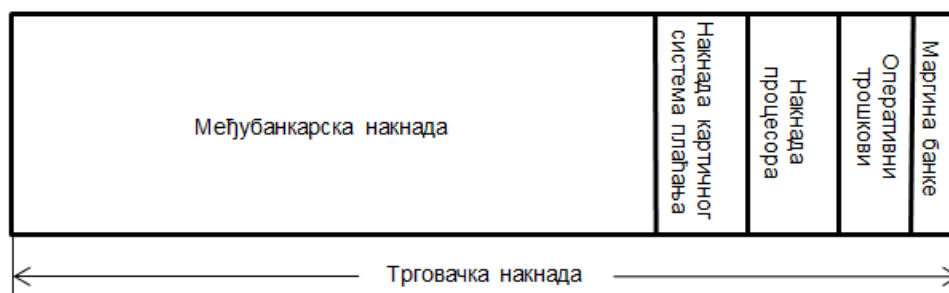 Међубанкарска накнада
Накнада картичног
система плаћања
Накнада
процесора
Оперативни
трошкови
Маргина банке
Трговачка накнада